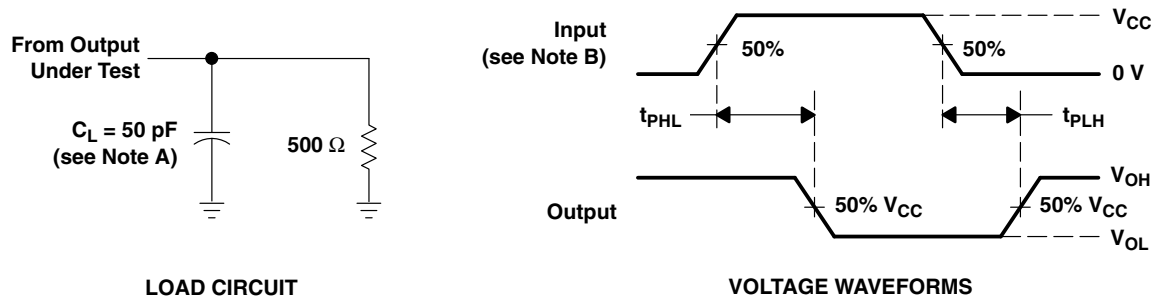 From Output
Under Test
C_L = 50 pF
(see Note A)
500 Ω
LOAD CIRCUIT
Input
(see Note B)
50%
50%
V_CC
0 V
t_PHL
t_PLH
Output
50% V_CC
50% V_CC
V_OH
V_OL
VOLTAGE WAVEFORMS